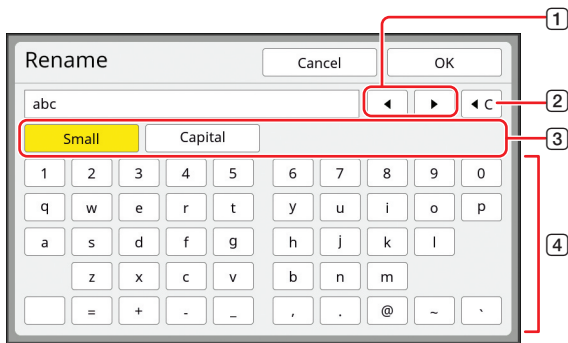 1
Rename Cancel OK
abc ◀ ▶ ◀ C 2
Small Capital 3
1 2 3 4 5 6 7 8 9 0
q w e r t y u i o p
a s d f g h j k l 4
z x c v b n m
= + - _ , . @ ~ `